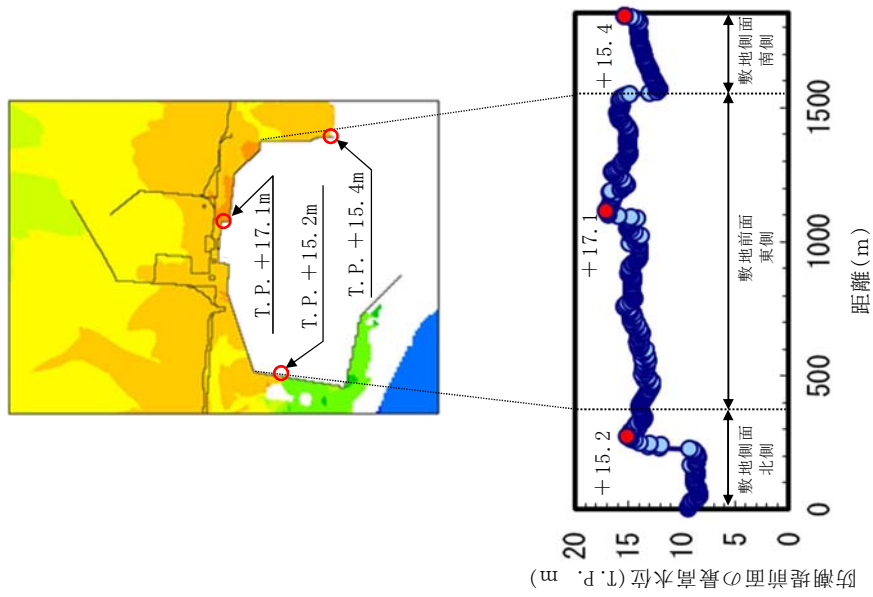 T.P.+17.1m
T.P.+15.2m
T.P.+15.4m
防潮堤前面の最高水位(T.P. m)
20
15
10
5
0
+15.2
+17.1
+15.4
敷地側面
北側
敷地前面
東側
敷地側面
南側
0
500
1000
1500
距離(m)